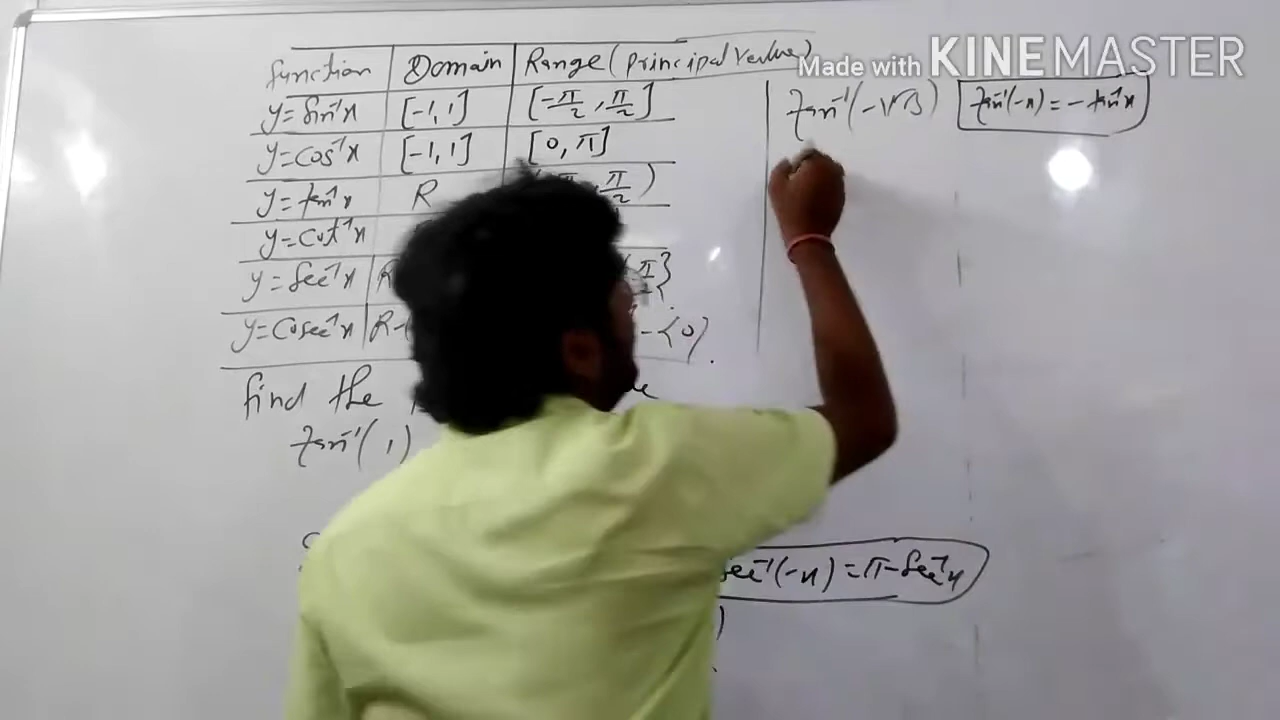 Made with KINEMASTER
function Domain Range (Principal Value)
y=sin⁻¹x [-1,1] [-π/2, π/2]
y=cos⁻¹x [-1,1] [0, π]
y=tan⁻¹x R π/2)
y=cot⁻¹x
y=sec⁻¹x R π/2}
y=cosec⁻¹x R- -{0}.
find the
tan⁻¹(1)
tan⁻¹(-√3) tan⁻¹(-x) = -tan⁻¹x
sec⁻¹(-x) = π-sec⁻¹x